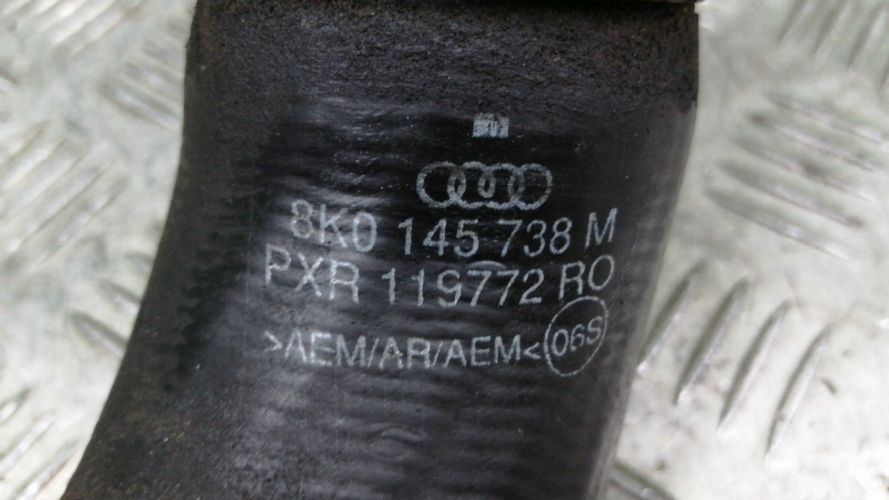 8K0 145 738 M
PXR 119772 RO
>AEM/AR/AEM< 06S